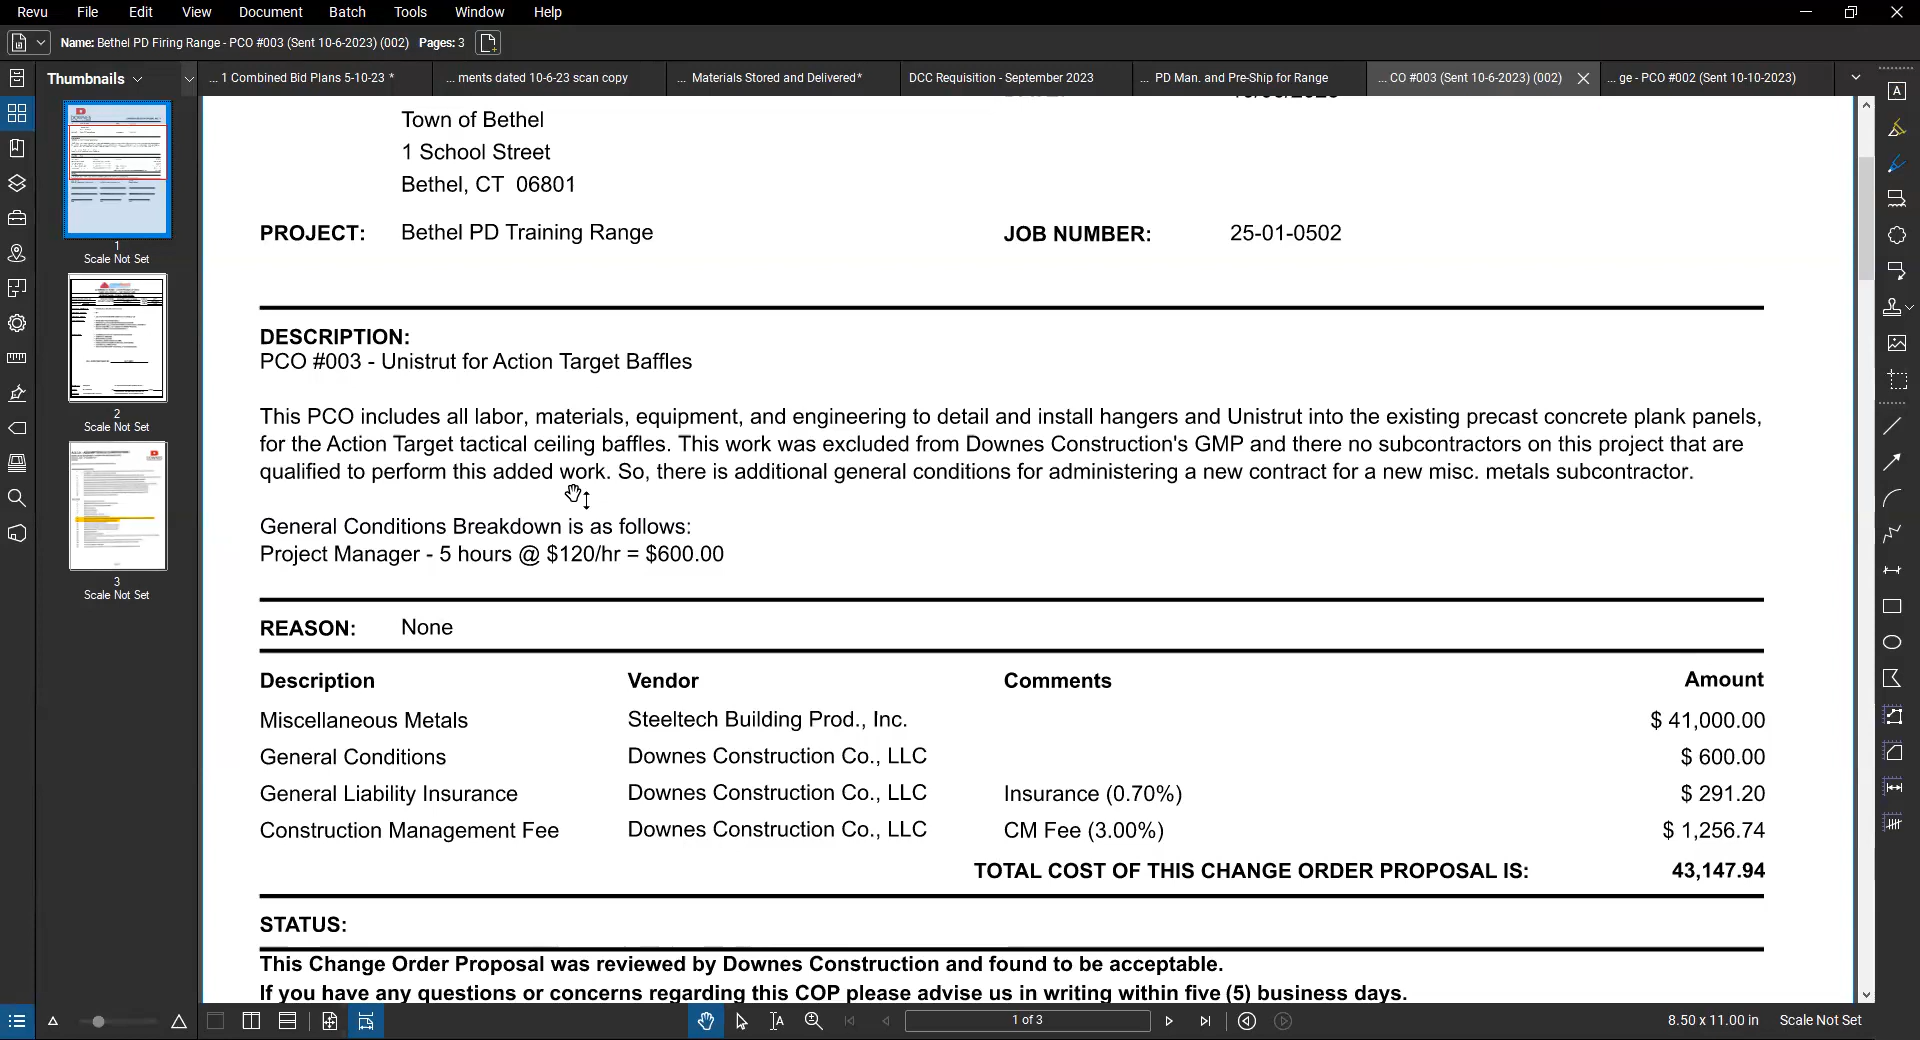 Revu File Edit View Document Batch Tools Window Help
Name: Bethel PD Firing Range - PCO #003 (Sent 10-6-2023) (002) Pages: 3
Thumbnails
... 1 Combined Bid Plans 5-10-23 * ... ments dated 10-6-23 scan copy ... Materials Stored and Delivered* DCC Requisition - September 2023 ... PD Man. and Pre-Ship for Range ... CO #003 (Sent 10-6-2023) (002) ... ge - PCO #002 (Sent 10-10-2023)
1
Scale Not Set
2
Scale Not Set
3
Scale Not Set
Town of Bethel
1 School Street
Bethel, CT 06801
PROJECT: Bethel PD Training Range JOB NUMBER: 25-01-0502
DESCRIPTION:
PCO #003 - Unistrut for Action Target Baffles
This PCO includes all labor, materials, equipment, and engineering to detail and install hangers and Unistrut into the existing precast concrete plank panels,
for the Action Target tactical ceiling baffles. This work was excluded from Downes Construction's GMP and there no subcontractors on this project that are
qualified to perform this added work. So, there is additional general conditions for administering a new contract for a new misc. metals subcontractor.
General Conditions Breakdown is as follows:
Project Manager - 5 hours @ $120/hr = $600.00
REASON: None
Description Vendor Comments Amount
Miscellaneous Metals Steeltech Building Prod., Inc. $ 41,000.00
General Conditions Downes Construction Co., LLC $ 600.00
General Liability Insurance Downes Construction Co., LLC Insurance (0.70%) $ 291.20
Construction Management Fee Downes Construction Co., LLC CM Fee (3.00%) $ 1,256.74
TOTAL COST OF THIS CHANGE ORDER PROPOSAL IS: 43,147.94
STATUS:
This Change Order Proposal was reviewed by Downes Construction and found to be acceptable.
If you have any questions or concerns regarding this COP please advise us in writing within five (5) business days.
1 of 3
8.50 x 11.00 in Scale Not Set